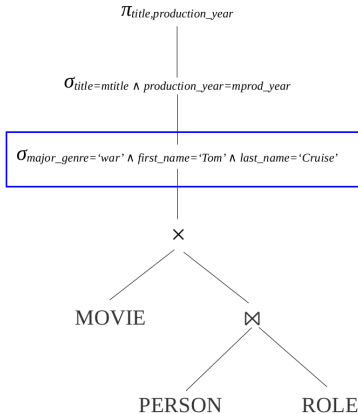 π title,production_year
σ title=mtitle ∧ production_year=mprod_year
σ major_genre=‘war’ ∧ first_name=‘Tom’ ∧ last_name=‘Cruise’
×
MOVIE ⋈
PERSON ROLE